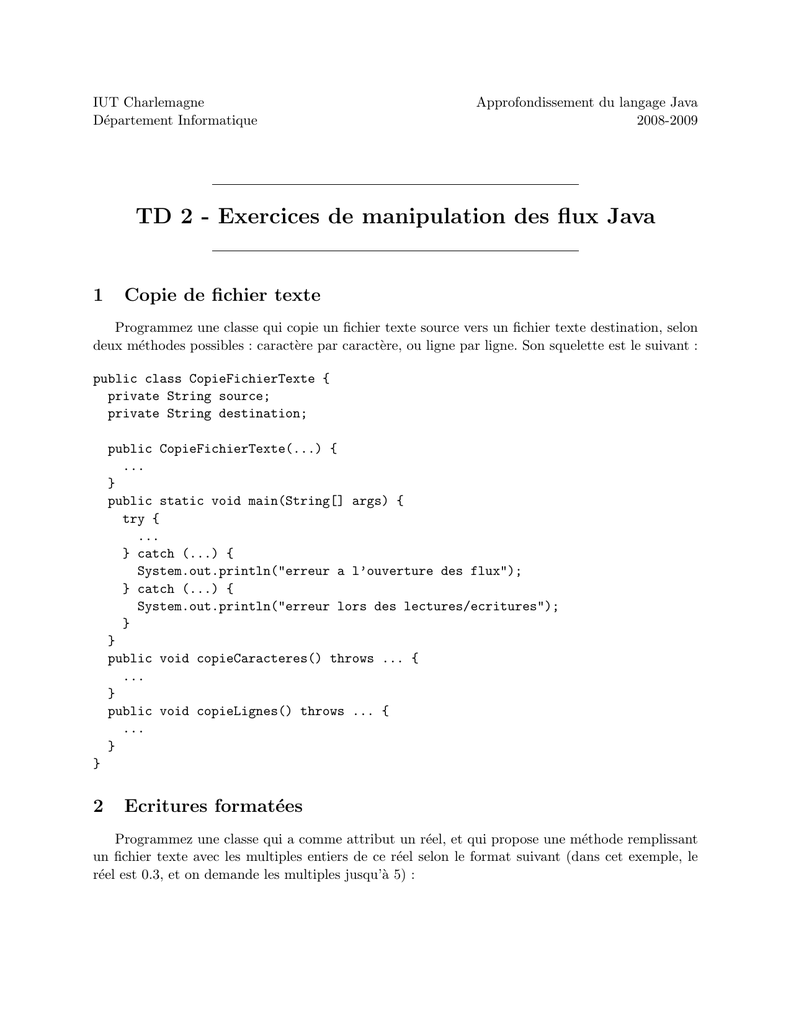 IUT Charlemagne
Département Informatique
Approfondissement du langage Java
2008-2009
TD 2 - Exercices de manipulation des flux Java
1 Copie de fichier texte
Programmez une classe qui copie un fichier texte source vers un fichier texte destination, selon
deux méthodes possibles : caractère par caractère, ou ligne par ligne. Son squelette est le suivant :
public class CopieFichierTexte {
  private String source;
  private String destination;
  public CopieFichierTexte(...) {
    ...
  }
  public static void main(String[] args) {
    try {
      ...
    } catch (...) {
      System.out.println("erreur a l'ouverture des flux");
    } catch (...) {
      System.out.println("erreur lors des lectures/ecritures");
    }
  }
  public void copieCaracteres() throws ... {
    ...
  }
  public void copieLignes() throws ... {
    ...
  }
}
2 Ecritures formatées
Programmez une classe qui a comme attribut un réel, et qui propose une méthode remplissant
un fichier texte avec les multiples entiers de ce réel selon le format suivant (dans cet exemple, le
réel est 0.3, et on demande les multiples jusqu'à 5) :